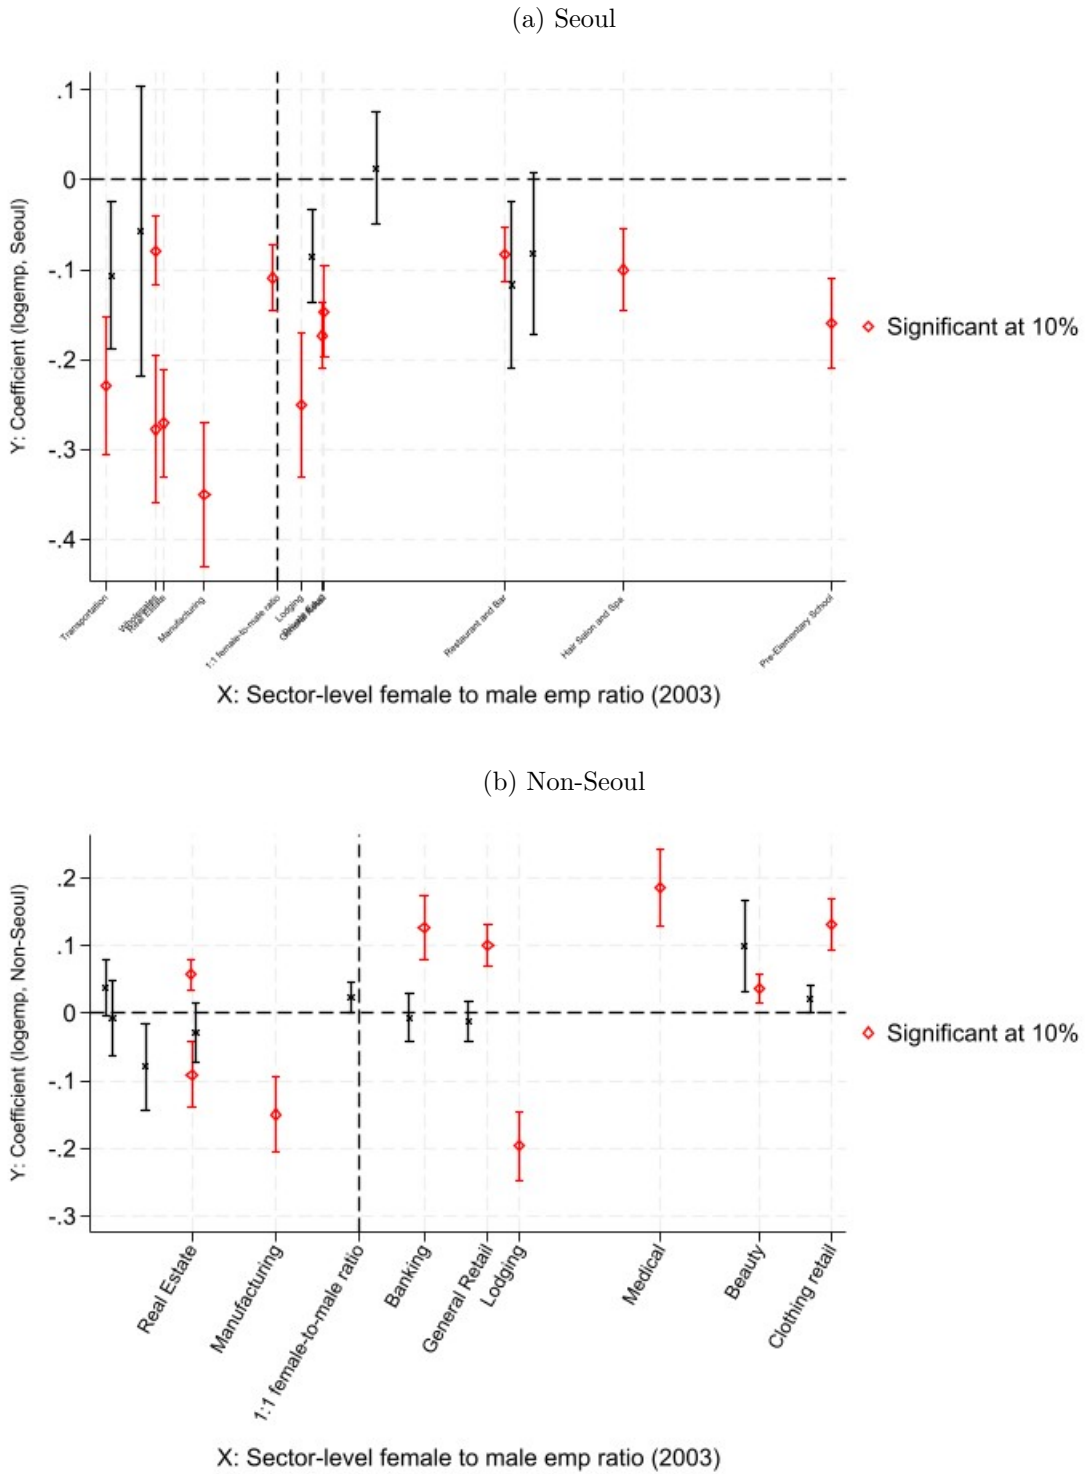 (a) Seoul
Y: Coefficient (logemp, Seoul)
.1
0
-.1
-.2
-.3
-.4
Transportation
Real Estate
Manufacturing
1:1 female-to-male ratio
Lodging
Restaurant and Bar
Hair Salon and Spa
Pre-Elementary School
X: Sector-level female to male emp ratio (2003)
Significant at 10%
(b) Non-Seoul
Y: Coefficient (logemp, Non-Seoul)
.2
.1
0
-.1
-.2
-.3
Real Estate
Manufacturing
1:1 female-to-male ratio
Banking
General Retail
Lodging
Medical
Beauty
Clothing retail
X: Sector-level female to male emp ratio (2003)
Significant at 10%